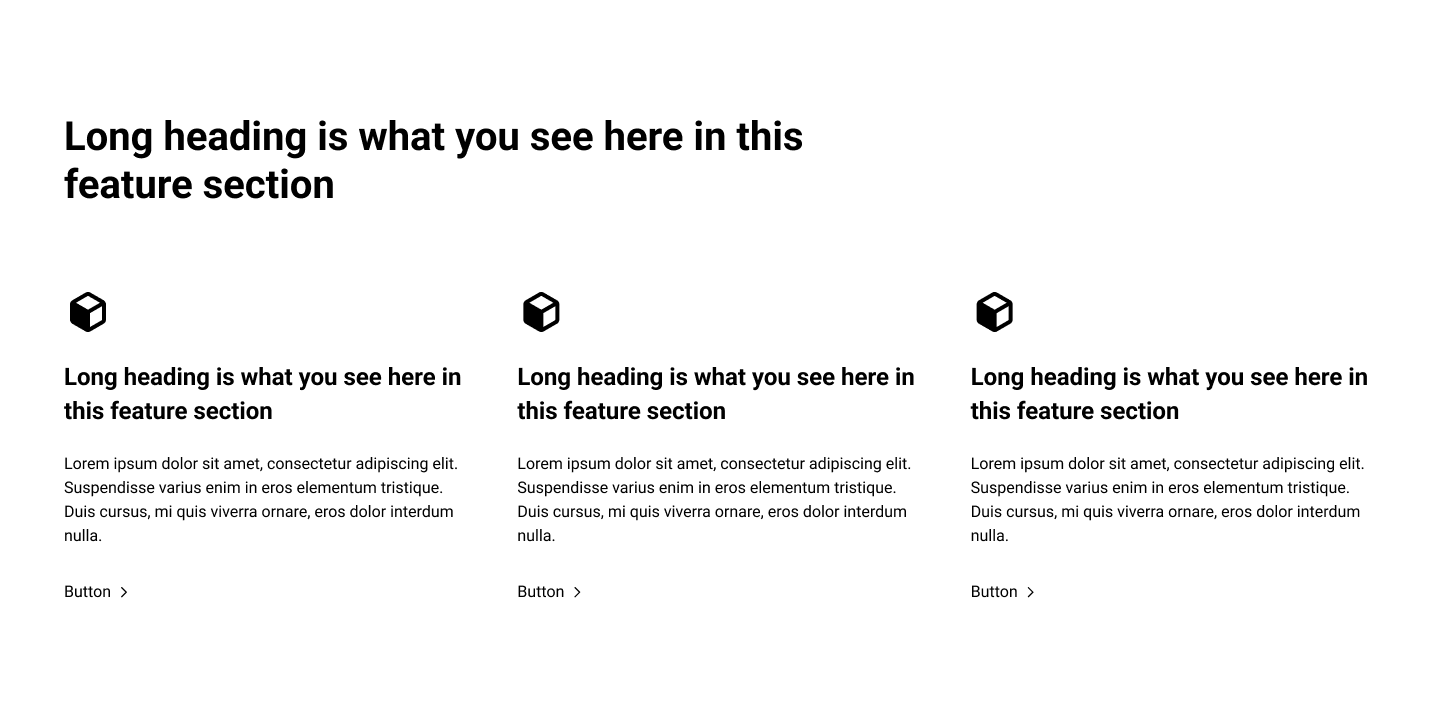 Long heading is what you see here in this
feature section
Long heading is what you see here in
this feature section
Lorem ipsum dolor sit amet, consectetur adipiscing elit.
Suspendisse varius enim in eros elementum tristique.
Duis cursus, mi quis viverra ornare, eros dolor interdum
nulla.
Button
Long heading is what you see here in
this feature section
Lorem ipsum dolor sit amet, consectetur adipiscing elit.
Suspendisse varius enim in eros elementum tristique.
Duis cursus, mi quis viverra ornare, eros dolor interdum
nulla.
Button
Long heading is what you see here in
this feature section
Lorem ipsum dolor sit amet, consectetur adipiscing elit.
Suspendisse varius enim in eros elementum tristique.
Duis cursus, mi quis viverra ornare, eros dolor interdum
nulla.
Button